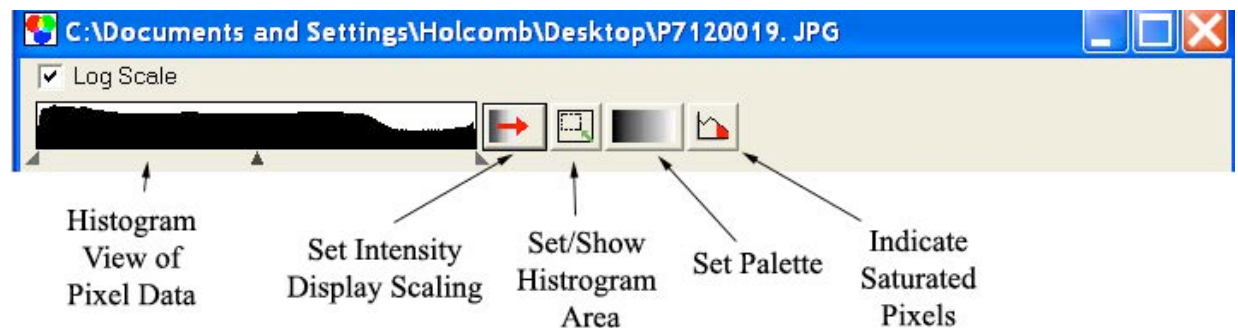 C:\Documents and Settings\Holcomb\Desktop\P7120019. JPG
Log Scale
Histogram
View of
Pixel Data
Set Intensity
Display Scaling
Set/Show
Histrogram
Area
Set Palette
Indicate
Saturated
Pixels